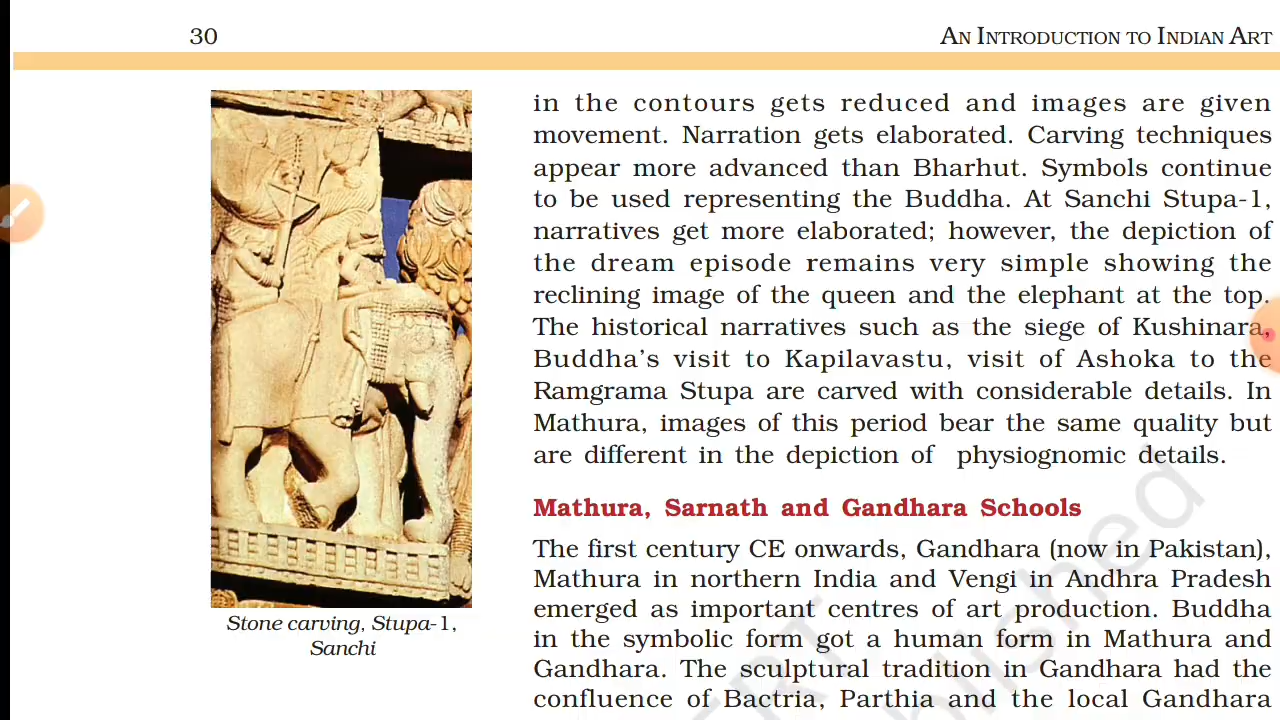 30
AN INTRODUCTION TO INDIAN ART
in the contours gets reduced and images are given
movement. Narration gets elaborated. Carving techniques
appear more advanced than Bharhut. Symbols continue
to be used representing the Buddha. At Sanchi Stupa-1,
narratives get more elaborated; however, the depiction of
the dream episode remains very simple showing the
reclining image of the queen and the elephant at the top.
The historical narratives such as the siege of Kushinara,
Buddha's visit to Kapilavastu, visit of Ashoka to the
Ramgrama Stupa are carved with considerable details. In
Mathura, images of this period bear the same quality but
are different in the depiction of physiognomic details.
Mathura, Sarnath and Gandhara Schools
The first century CE onwards, Gandhara (now in Pakistan),
Mathura in northern India and Vengi in Andhra Pradesh
emerged as important centres of art production. Buddha
in the symbolic form got a human form in Mathura and
Gandhara. The sculptural tradition in Gandhara had the
confluence of Bactria, Parthia and the local Gandhara
Stone carving, Stupa-1,
Sanchi